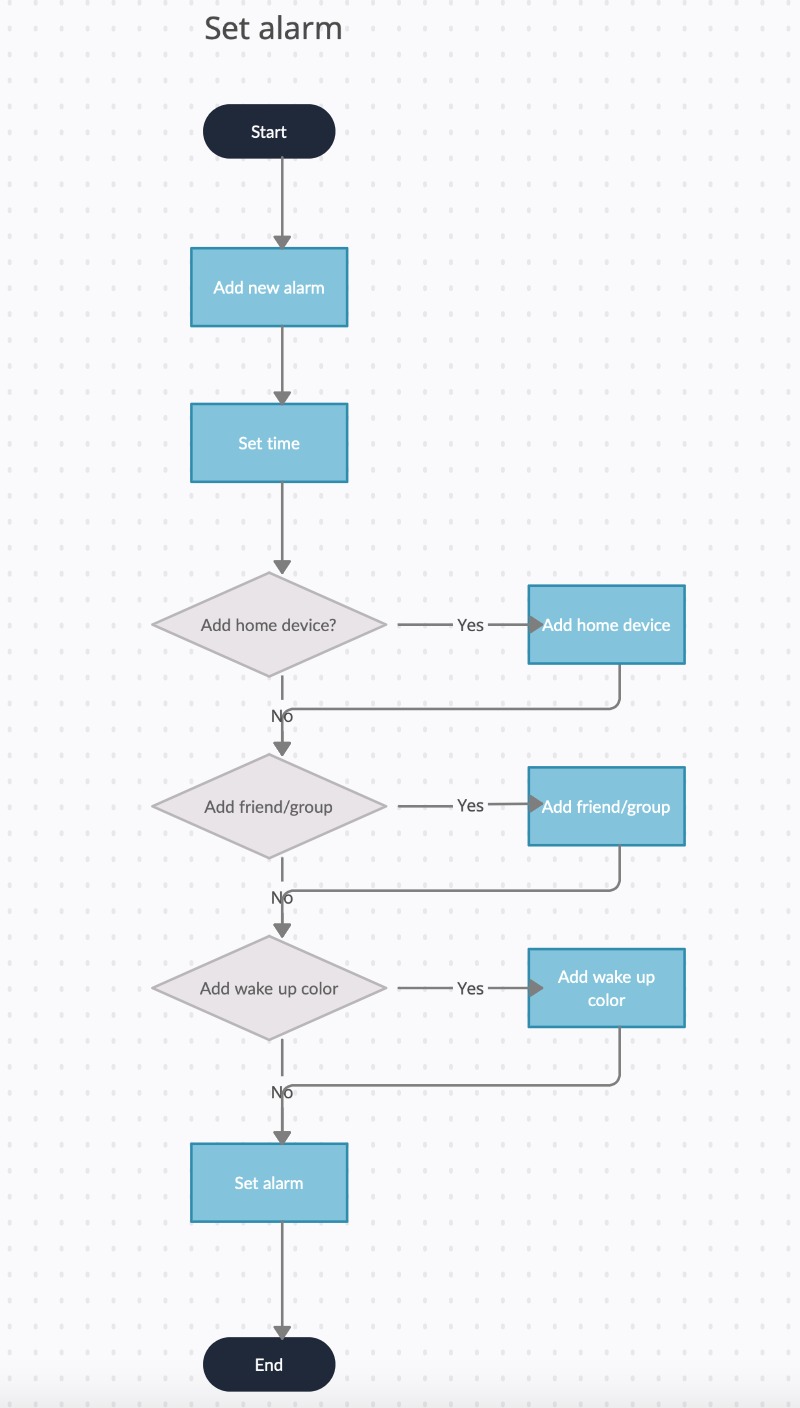 Set alarm
Start
Add new alarm
Set time
Add home device?
Yes
Add home device
No
Add friend/group
Yes
Add friend/group
No
Add wake up color
Yes
Add wake up
color
No
Set alarm
End